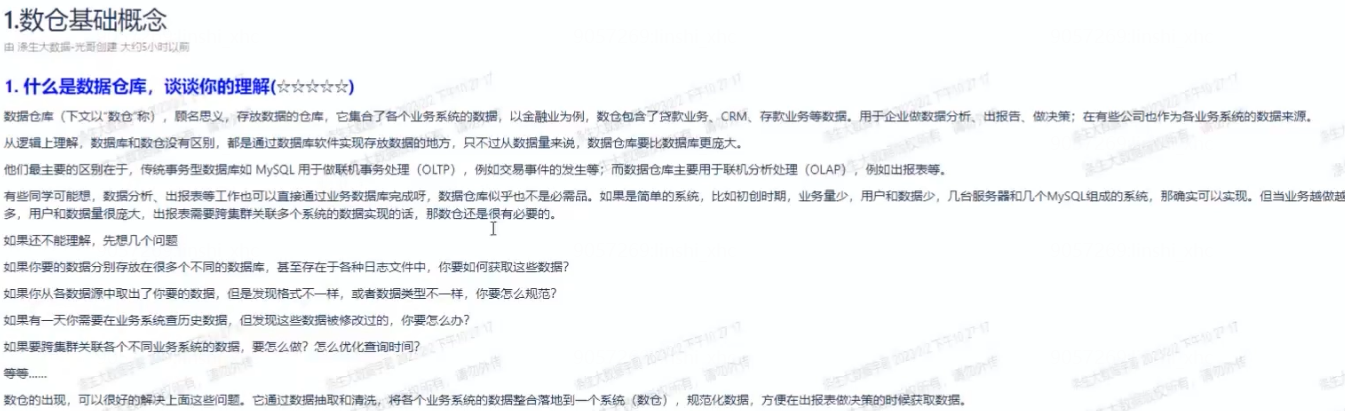 1.数仓基础概念
由 涤生大数据-光哥创建 大约5小时以前
1. 什么是数据仓库，谈谈你的理解(☆☆☆☆☆)
数据仓库（下文以“数仓”称），顾名思义，存放数据的仓库，它集合了各个业务系统的数据，以金融业为例，数仓包含了贷款业务、CRM、存款业务等数据。用于企业做数据分析、出报告、做决策；在有些公司也作为各业务系统的数据来源。
从逻辑上理解，数据库和数仓没有区别，都是通过数据库软件实现存放数据的地方，只不过从数据量来说，数据仓库要比数据库更庞大。
他们最主要的区别在于，传统事务型数据库如 MySQL 用于做联机事务处理（OLTP），例如交易事件的发生等；而数据仓库主要用于联机分析处理（OLAP），例如出报表等。
有些同学可能想，数据分析、出报表等工作也可以直接通过业务数据库完成呀，数据仓库似乎也不是必需品。如果是简单的系统，比如初创时期，业务量少，用户和数据少，几台服务器和几个MySQL组成的系统，那确实可以实现。但当业务越做越
多，用户和数据量很庞大，出报表需要跨集群关联多个系统的数据实现的话，那数仓还是很有必要的。
如果还不能理解，先想几个问题
如果你要的数据分别存放在很多个不同的数据库，甚至存在于各种日志文件中，你要如何获取这些数据？
如果你从各数据源中取出了你要的数据，但是发现格式不一样，或者数据类型不一样，你要怎么规范？
如果有一天你需要在业务系统查历史数据，但发现这些数据被修改过的，你要怎么办？
如果要跨集群关联各个不同业务系统的数据，要怎么做？怎么优化查询时间？
等等......
数仓的出现，可以很好的解决上面这些问题。它通过数据抽取和清洗，将各个业务系统的数据整合落地到一个系统（数仓），规范化数据，方便在出报表做决策的时候获取数据。